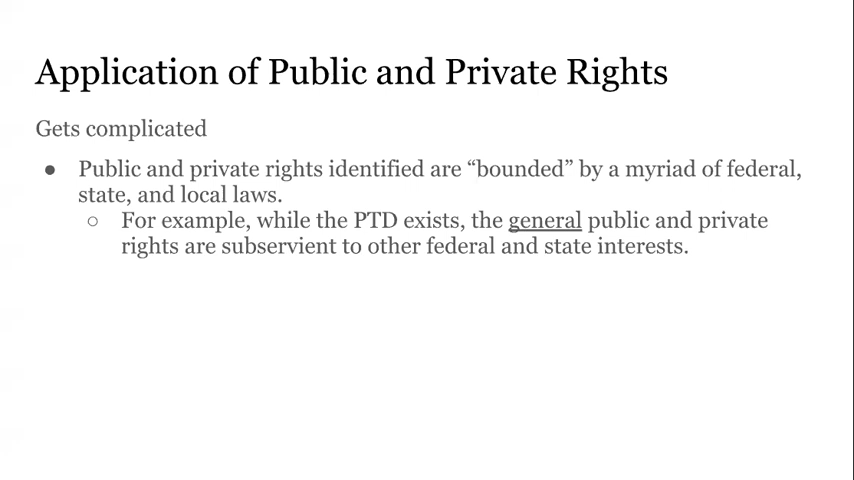 Application of Public and Private Rights
Gets complicated
● Public and private rights identified are “bounded” by a myriad of federal,
state, and local laws.
○ For example, while the PTD exists, the general public and private
rights are subservient to other federal and state interests.